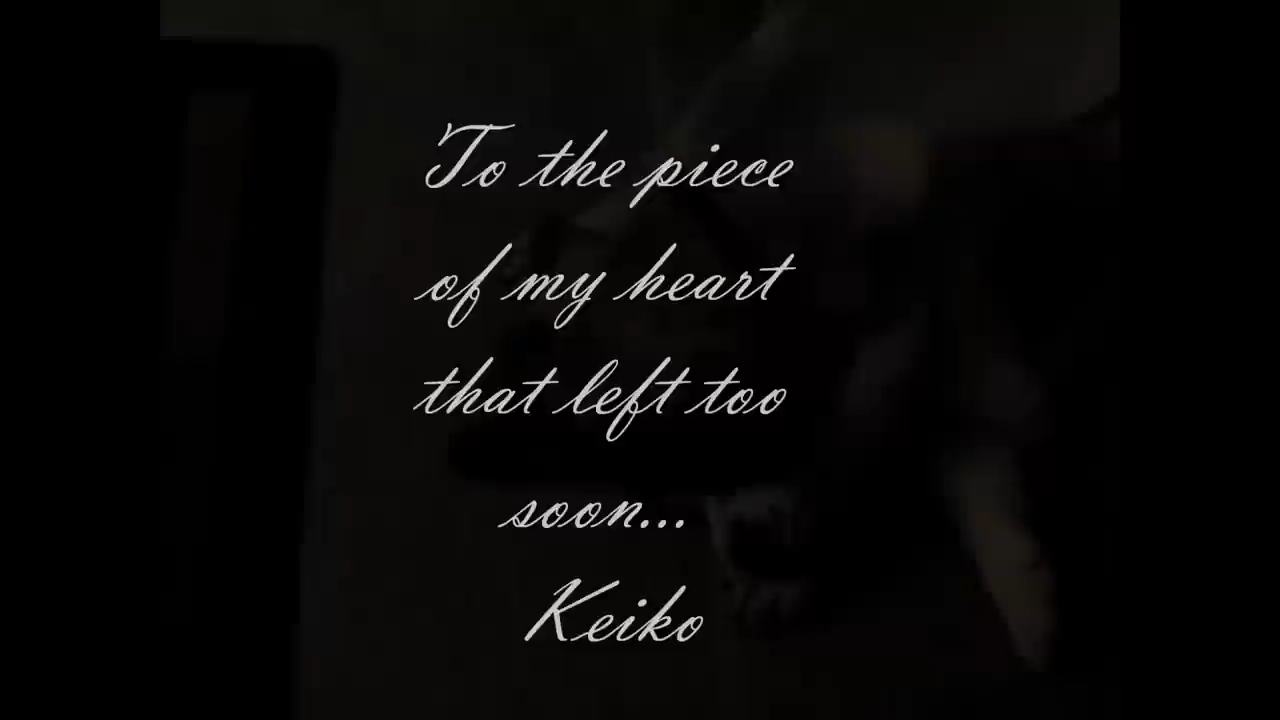 To the piece
of my heart
that left too
soon...
Keiko